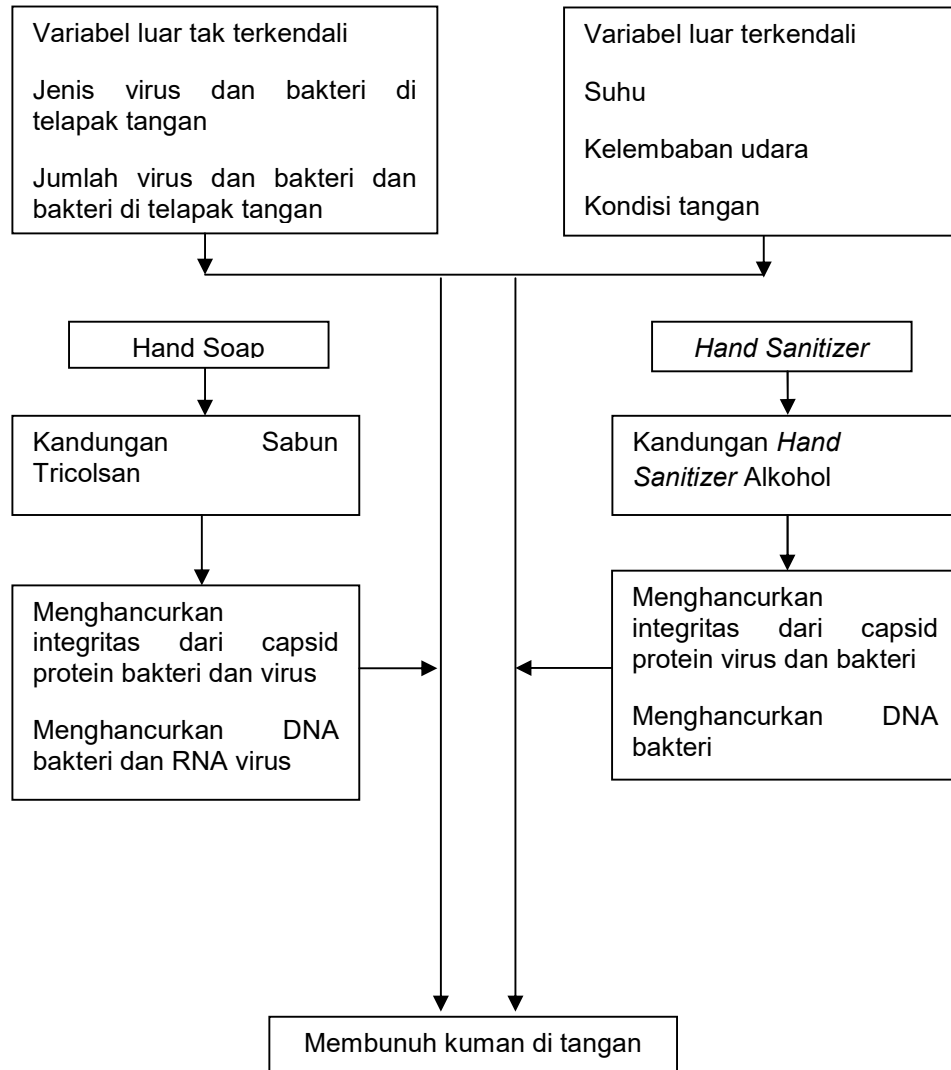 Variabel luar tak terkendali
Jenis virus dan bakteri di
telapak tangan
Jumlah virus dan bakteri dan
bakteri di telapak tangan
Variabel luar terkendali
Suhu
Kelembaban udara
Kondisi tangan
Hand Soap
Hand Sanitizer
Kandungan Sabun
Tricolsan
Kandungan Hand
Sanitizer Alkohol
Menghancurkan
integritas dari capsid
protein bakteri dan virus
Menghancurkan DNA
bakteri dan RNA virus
Menghancurkan
integritas dari capsid
protein virus dan bakteri
Menghancurkan DNA
bakteri
Membunuh kuman di tangan